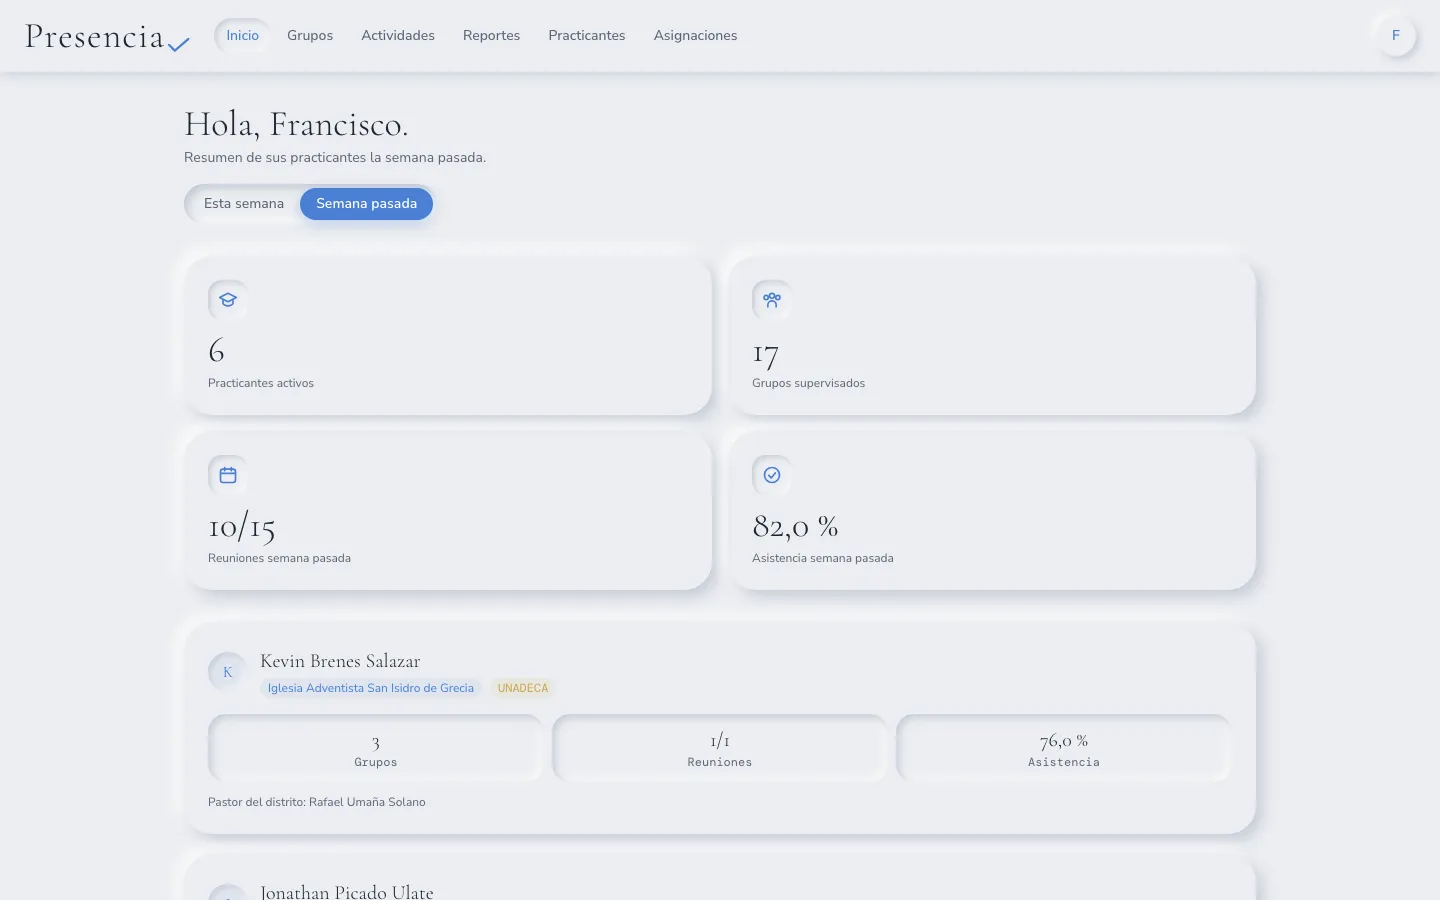 Presencia
Inicio
Grupos
Actividades
Reportes
Practicantes
Asignaciones
F
Hola, Francisco.
Resumen de sus practicantes la semana pasada.
Esta semana
Semana pasada
6
Practicantes activos
17
Grupos supervisados
10/15
Reuniones semana pasada
82,0 %
Asistencia semana pasada
K
Kevin Brenes Salazar
Iglesia Adventista San Isidro de Grecia
UNADECA
3
Grupos
1/1
Reuniones
76,0 %
Asistencia
Pastor del distrito: Rafael Umaña Solano
Jonathan Picado Ulate